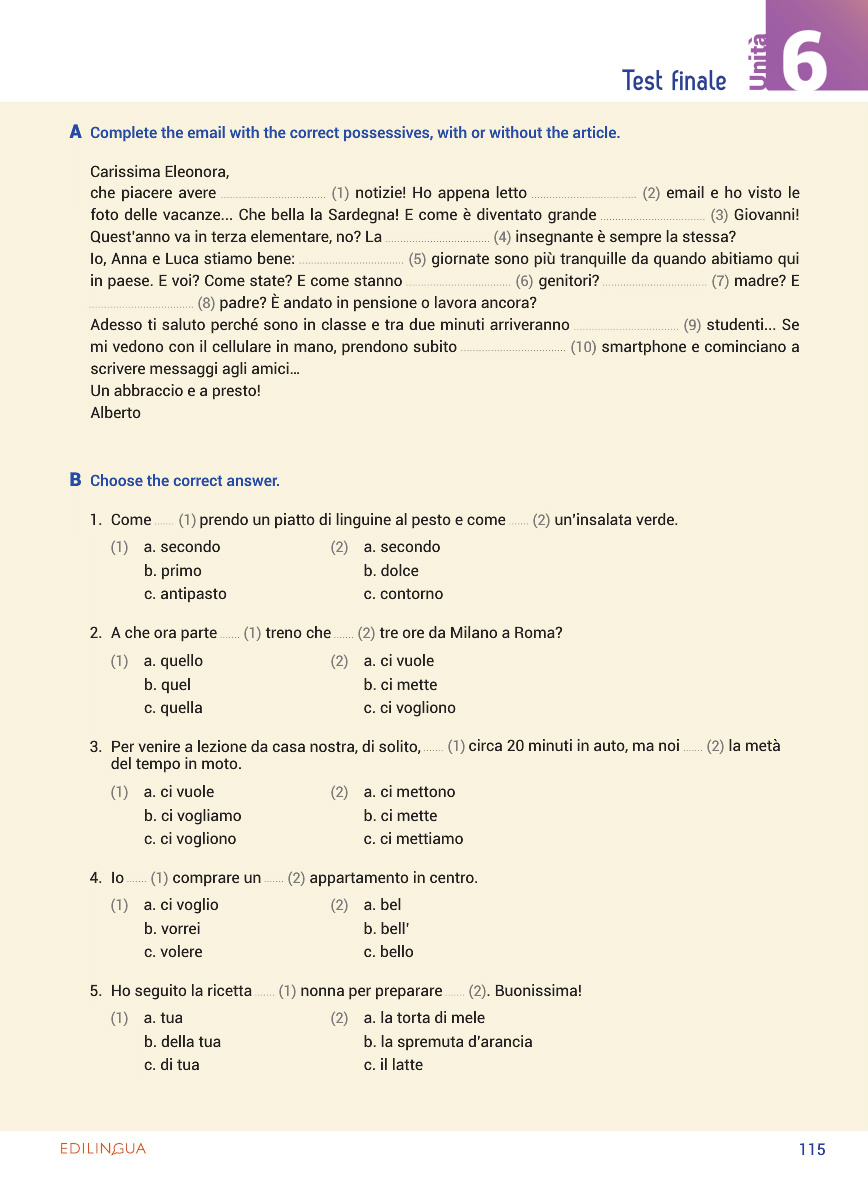 Test finale
Unità 6
A Complete the email with the correct possessives, with or without the article.
Carissima Eleonora,
che piacere avere .................................. (1) notizie! Ho appena letto .................................. (2) email e ho visto le
foto delle vacanze... Che bella la Sardegna! E come è diventato grande .................................. (3) Giovanni!
Quest'anno va in terza elementare, no? La .................................. (4) insegnante è sempre la stessa?
Io, Anna e Luca stiamo bene: .................................. (5) giornate sono più tranquille da quando abitiamo qui
in paese. E voi? Come state? E come stanno .................................. (6) genitori? .................................. (7) madre? E
.................................. (8) padre? È andato in pensione o lavora ancora?
Adesso ti saluto perché sono in classe e tra due minuti arriveranno .................................. (9) studenti... Se
mi vedono con il cellulare in mano, prendono subito .................................. (10) smartphone e cominciano a
scrivere messaggi agli amici...
Un abbraccio e a presto!
Alberto
B Choose the correct answer.
1. Come ....... (1) prendo un piatto di linguine al pesto e come ....... (2) un'insalata verde.
(1) a. secondo (2) a. secondo
b. primo b. dolce
c. antipasto c. contorno
2. A che ora parte ....... (1) treno che ....... (2) tre ore da Milano a Roma?
(1) a. quello (2) a. ci vuole
b. quel b. ci mette
c. quella c. ci vogliono
3. Per venire a lezione da casa nostra, di solito, ....... (1) circa 20 minuti in auto, ma noi ....... (2) la metà
del tempo in moto.
(1) a. ci vuole (2) a. ci mettono
b. ci vogliamo b. ci mette
c. ci vogliono c. ci mettiamo
4. Io ....... (1) comprare un ....... (2) appartamento in centro.
(1) a. ci voglio (2) a. bel
b. vorrei b. bell'
c. volere c. bello
5. Ho seguito la ricetta ....... (1) nonna per preparare ....... (2). Buonissima!
(1) a. tua (2) a. la torta di mele
b. della tua b. la spremuta d'arancia
c. di tua c. il latte
EDILINGUA
115